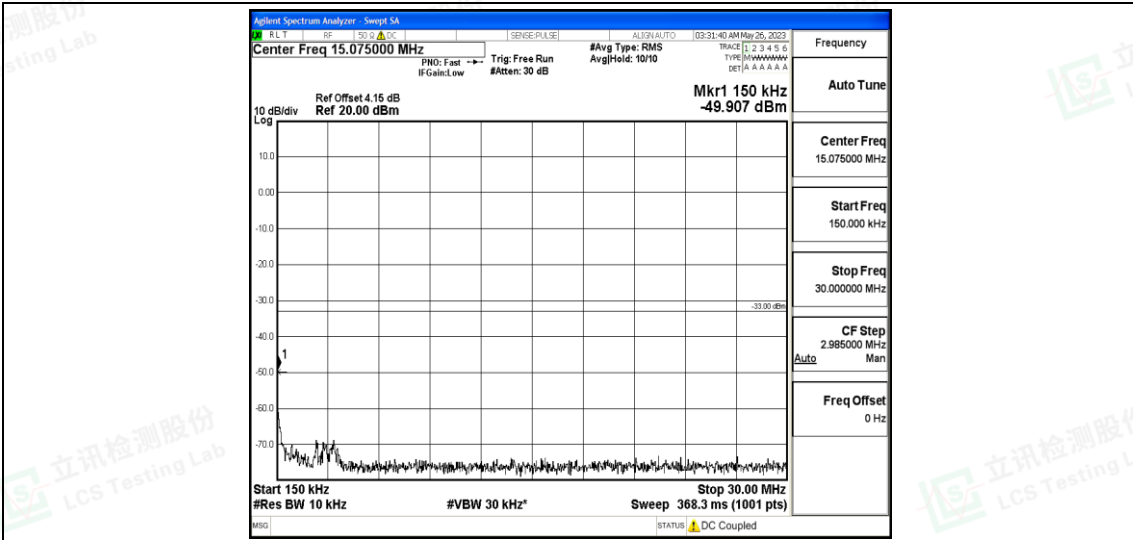 Agilent Spectrum Analyzer - Swept SA
RLT RF 50 Ω DC SENSE:PULSE ALIGN AUTO 03:31:40 AM May 26, 2023
Center Freq 15.075000 MHz
PNO: Fast
IFGain:Low
Trig: Free Run
#Atten: 30 dB
#Avg Type: RMS
Avg|Hold: 10/10
TRACE 1 2 3 4 5 6
TYPE MWWWWW
DET A A A A A A
Mkr1 150 kHz
-49.907 dBm
Ref Offset 4.15 dB
10 dB/div Ref 20.00 dBm
Log
10.0
0.00
-10.0
-20.0
-30.0
-33.00 dBm
-40.0
1
-50.0
-60.0
-70.0
Start 150 kHz Stop 30.00 MHz
#Res BW 10 kHz #VBW 30 kHz* Sweep 368.3 ms (1001 pts)
MSG STATUS DC Coupled
Frequency
Auto Tune
Center Freq
15.075000 MHz
Start Freq
150.000 kHz
Stop Freq
30.000000 MHz
CF Step
2.985000 MHz
Auto Man
Freq Offset
0 Hz
立讯检测股份
LCS Testing Lab
立讯检测股份
LCS Testing L